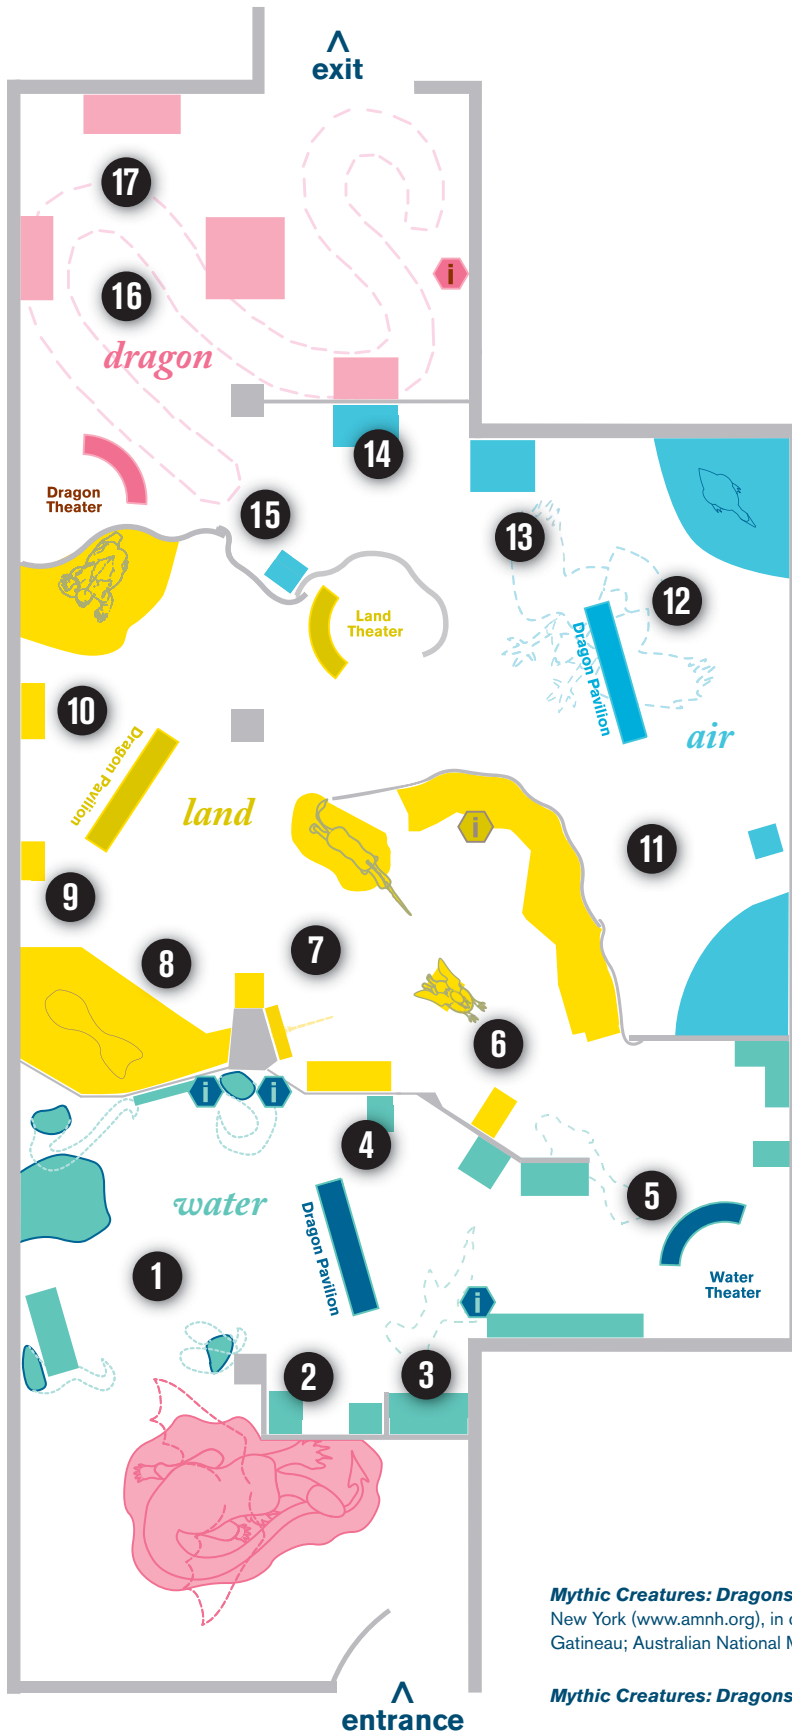 ^
exit
17
i
16
dragon
14
Dragon
Theater
15
13
12
Land
Theater
Dragon Pavilion
10
Dragon Pavilion
air
land
i
11
9
7
8
6
i
i
4
water
5
Dragon Pavilion
1
Water
Theater
i
2
3
Mythic Creatures: Dragons
New York (www.amnh.org), in
Gatineau; Australian National
Mythic Creatures: Dragons
^
entrance